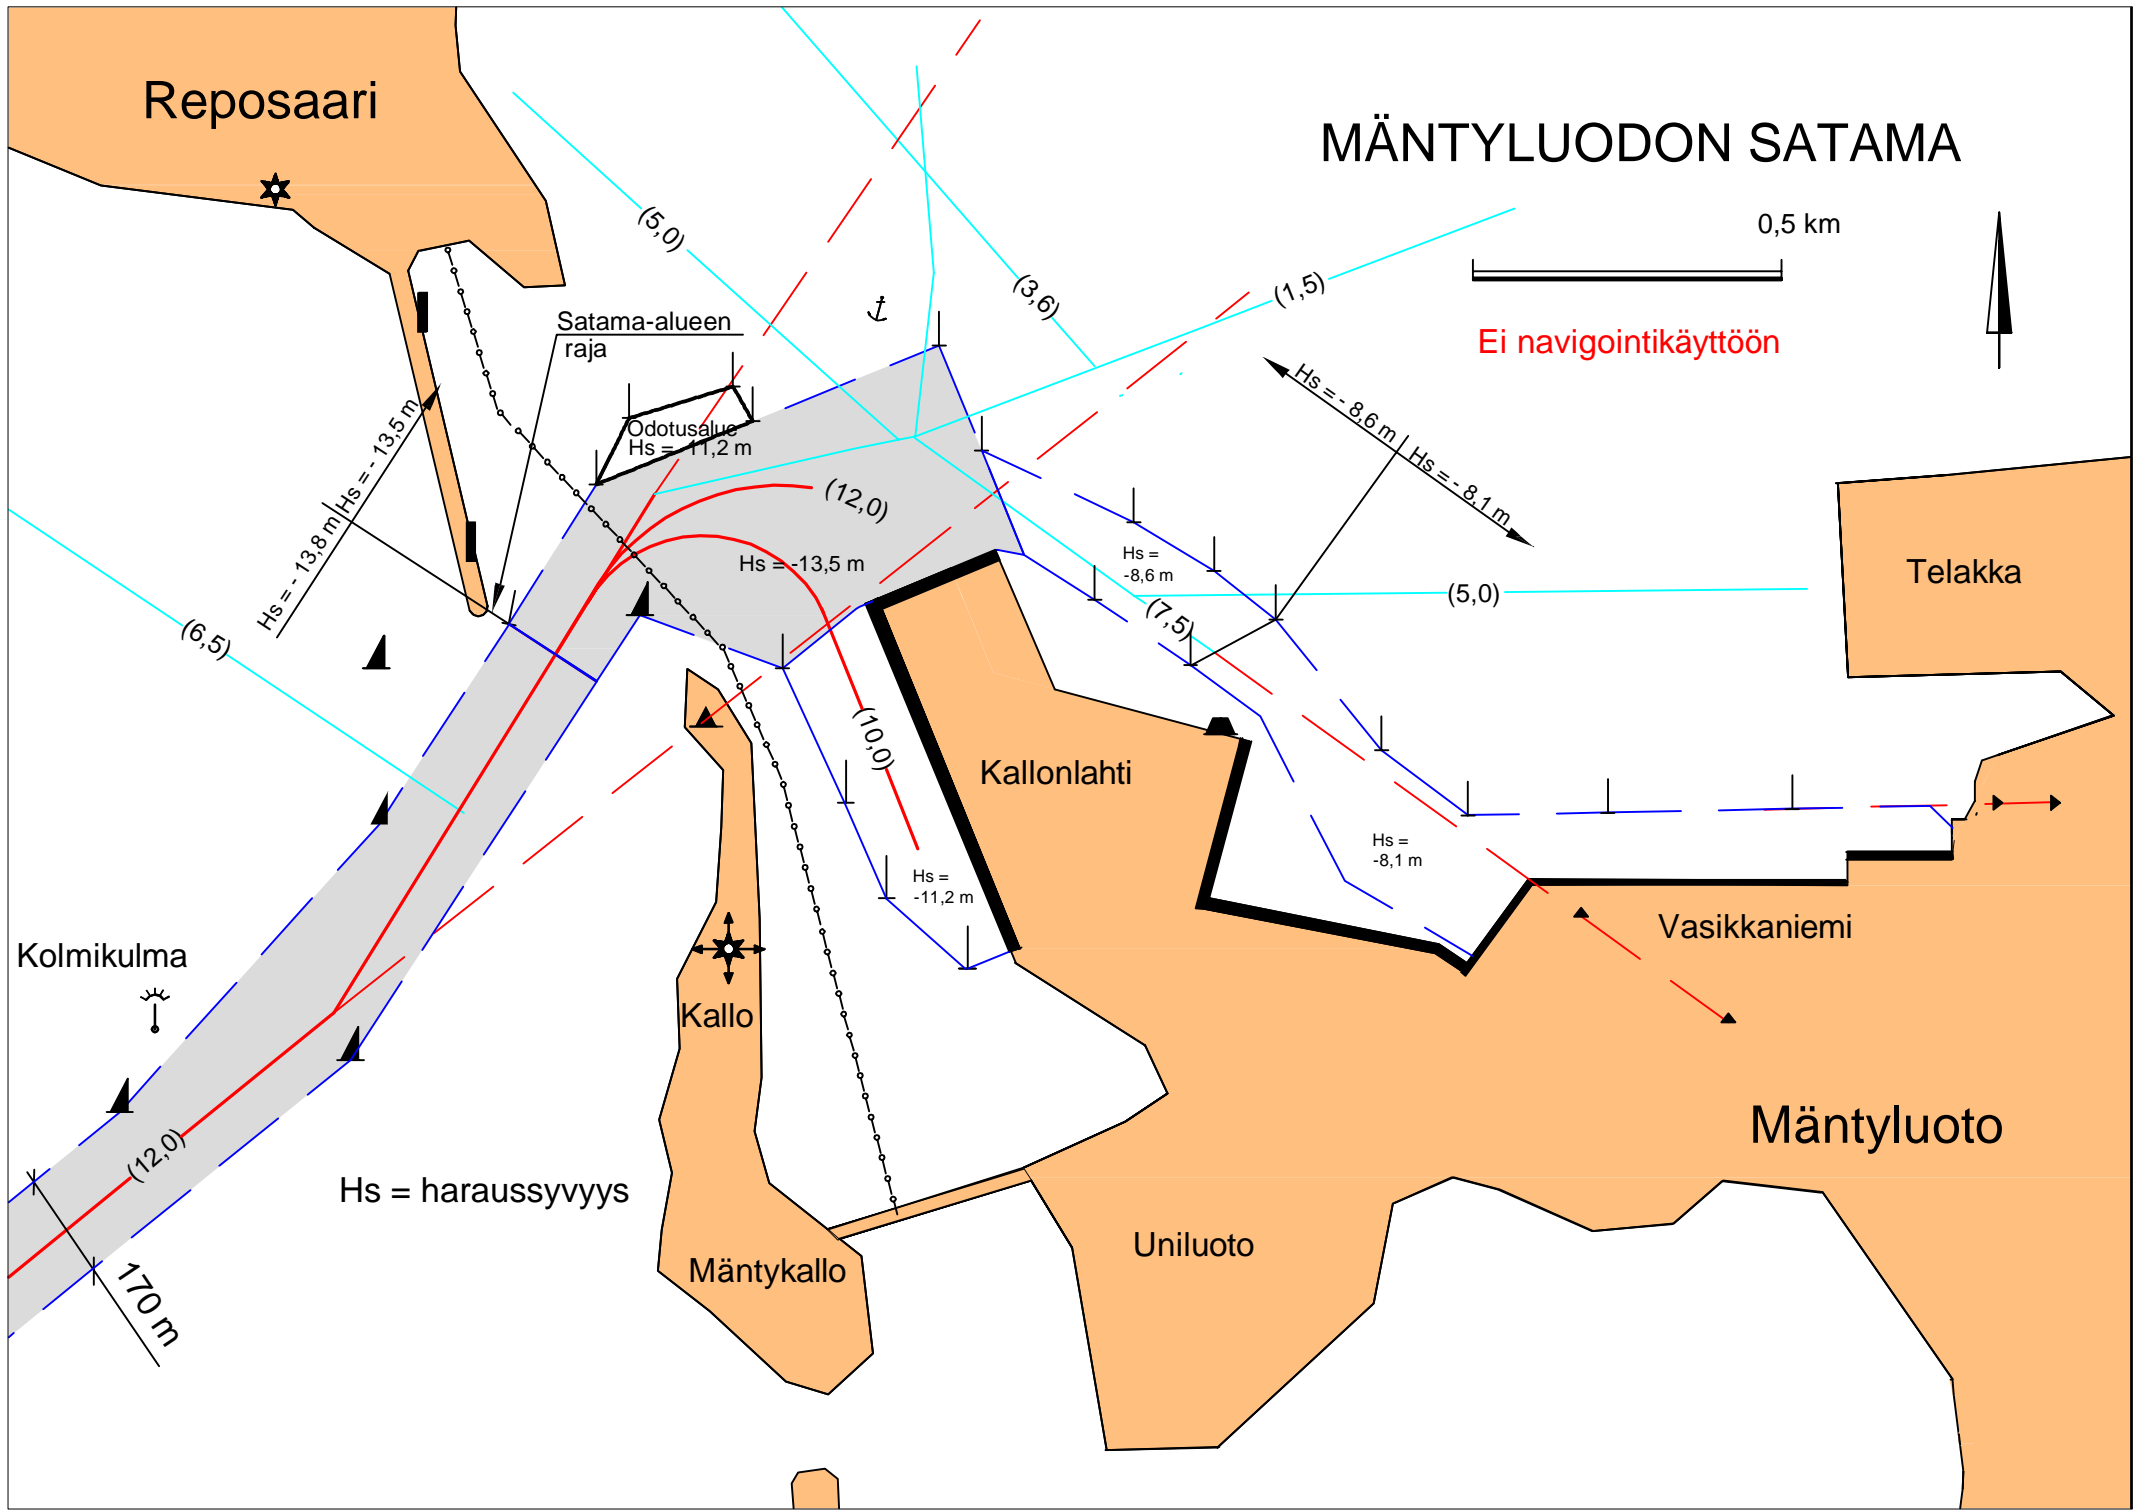 Reposaari
MÄNTYLUODON SATAMA
0,5 km
(5,0)
(3,6)
(1,5)
Satama-alueen
raja
Ei navigointikäyttöön
Hs = - 13,5 m
Hs = - 13,8 m
Hs = - 8,6 m
Hs = - 8,1 m
Odotusalue
Hs = -11,2 m
(12,0)
Hs = -13,5 m
Hs =
-8,6 m
Telakka
(5,0)
(7,5)
(6,5)
(10,0)
Kallonlahti
Hs =
-8,1 m
Hs =
-11,2 m
Vasikkaniemi
Kolmikulma
Kallo
Mäntyluoto
(12,0)
Hs = haraussyvyys
Uniluoto
Mäntykallo
170 m